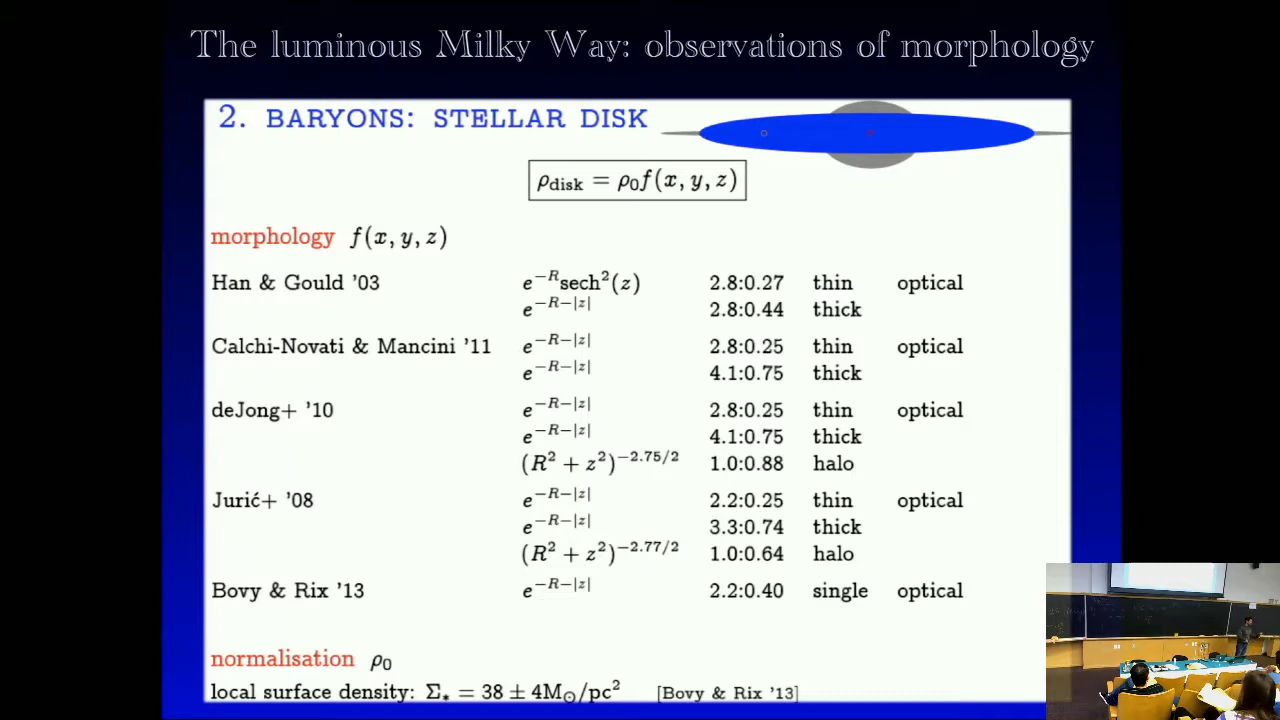 The luminous Milky Way: observations of morphology
2. BARYONS: STELLAR DISK
ρdisk = ρ₀f(x, y, z)
morphology f(x, y, z)
Han & Gould '03 e^{−R}sech²(z) 2.8:0.27 thin optical
e^{−R−|z|} 2.8:0.44 thick
Calchi-Novati & Mancini '11 e^{−R−|z|} 2.8:0.25 thin optical
e^{−R−|z|} 4.1:0.75 thick
deJong+ '10 e^{−R−|z|} 2.8:0.25 thin optical
e^{−R−|z|} 4.1:0.75 thick
(R² + z²)^{−2.75/2} 1.0:0.88 halo
Jurić+ '08 e^{−R−|z|} 2.2:0.25 thin optical
e^{−R−|z|} 3.3:0.74 thick
(R² + z²)^{−2.77/2} 1.0:0.64 halo
Bovy & Rix '13 e^{−R−|z|} 2.2:0.40 single optical
normalisation ρ₀
local surface density: Σ* = 38 ± 4M⊙/pc² [Bovy & Rix '13]